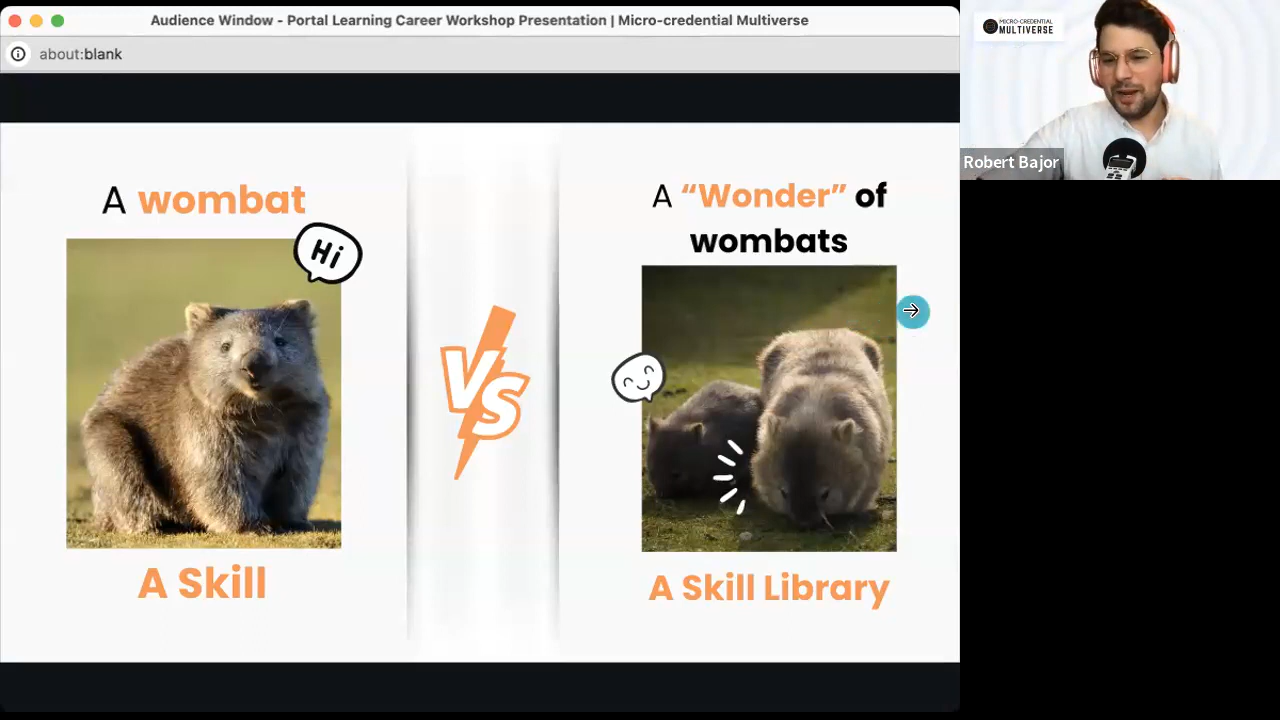 Audience Window - Portal Learning Career Workshop Presentation | Micro-credential Multiverse
about:blank
A wombat
Hi
A Skill
VS
A “Wonder” of
wombats
A Skill Library
MICRO-CREDENTIAL
MULTIVERSE
Robert Bajor